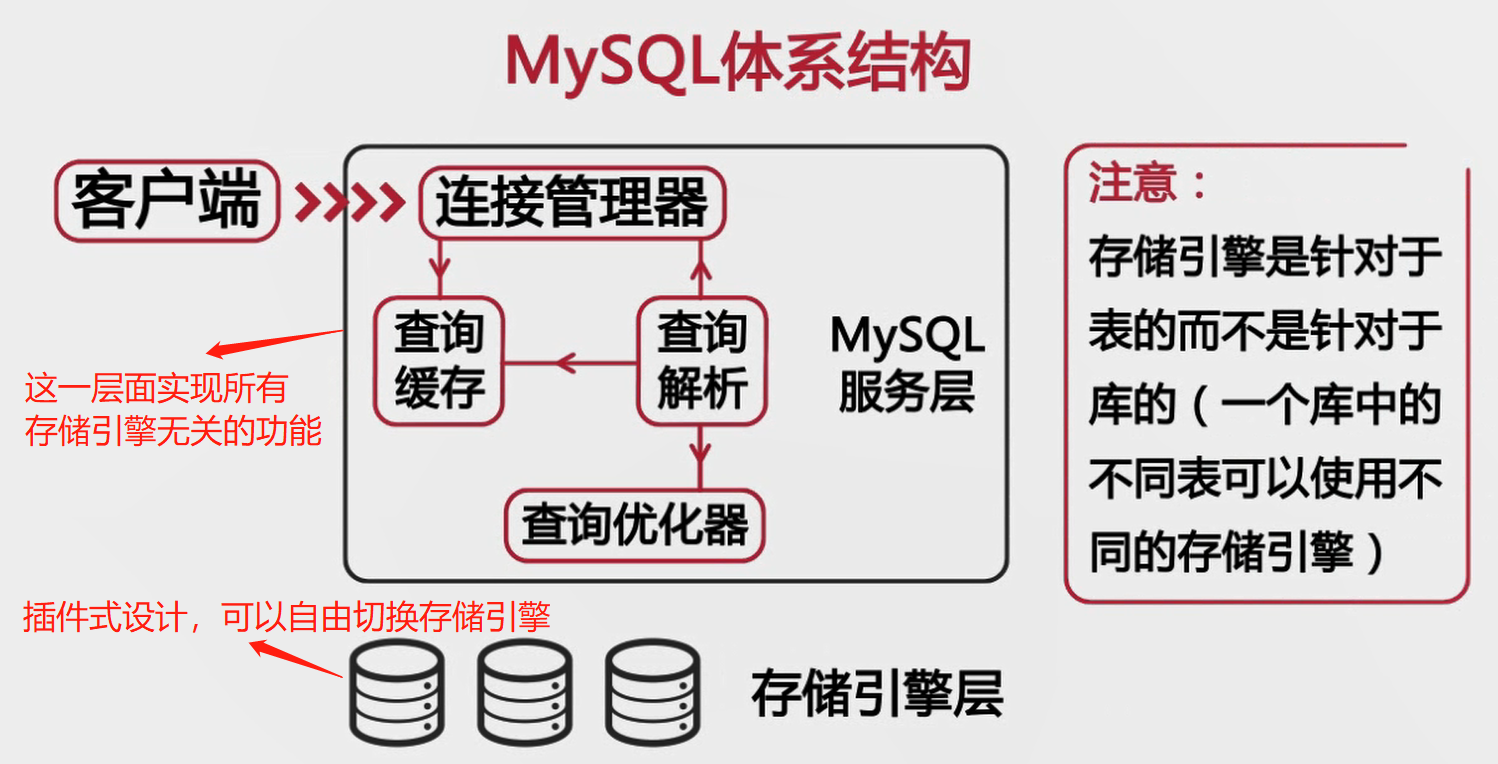 MySQL体系结构
客户端
连接管理器
查询
缓存
查询
解析
MySQL
服务层
查询优化器
这一层面实现所有
存储引擎无关的功能
插件式设计，可以自由切换存储引擎
存储引擎层
注意：
存储引擎是针对于
表的而不是针对于
库的（一个库中的
不同表可以使用不
同的存储引擎）